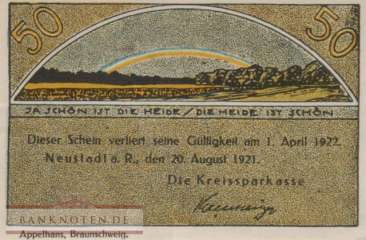 50 50
JA SCHÖN IST DIE HEIDE / DIE HEIDE IST SCHÖN
Dieser Schein verliert seine Gültigkeit am 1. April 1922.
Neustadt a. R., den 20. August 1921.
Die Kreissparkasse
BANKNOTEN.DE
Appelhans, Braunschweig.